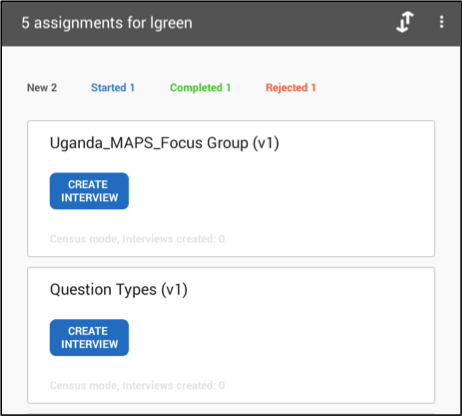 5 assignments for lgreen
New 2 Started 1 Completed 1 Rejected 1
Uganda_MAPS_Focus Group (v1)
CREATE
INTERVIEW
Census mode, Interviews created: 0
Question Types (v1)
CREATE
INTERVIEW
Census mode, Interviews created: 0